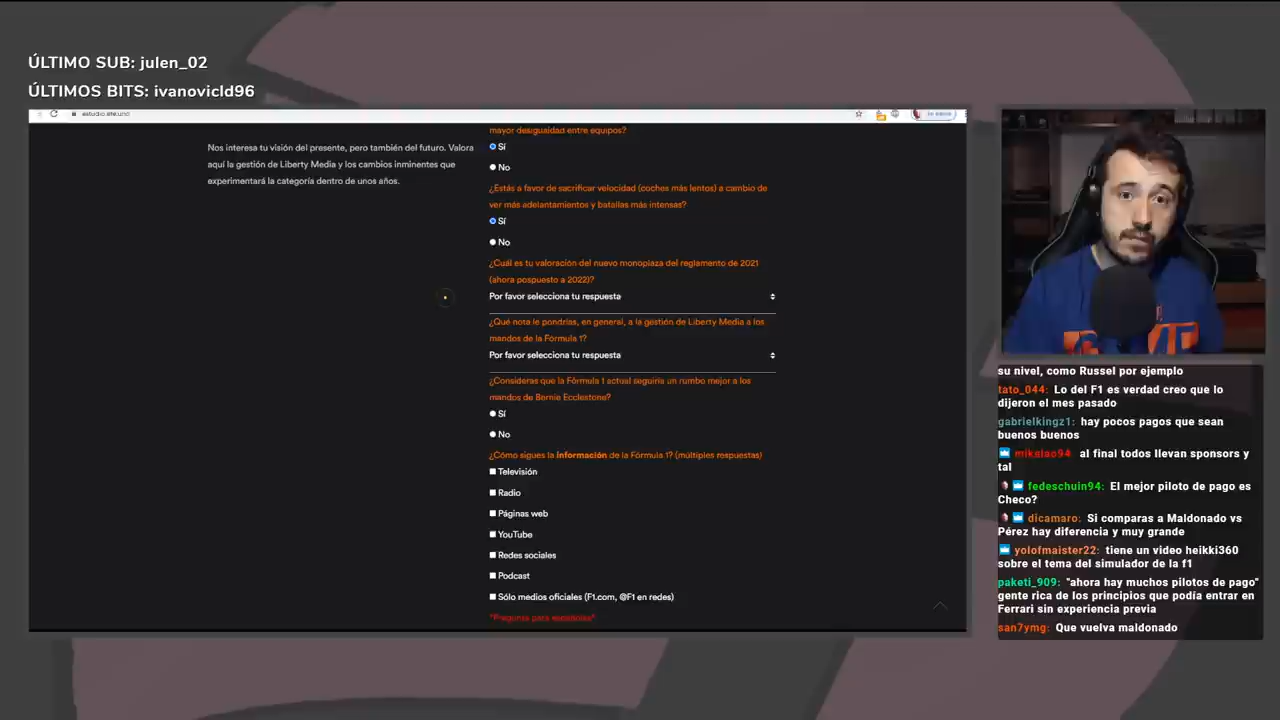 ÚLTIMO SUB: julen_02
ÚLTIMOS BITS: ivanovicld96
Nos interesa tu visión del presente, pero también del futuro. Valora
aquí la gestión de Liberty Media y los cambios inminentes que
experimentará la categoría dentro de unos años.
mayor desigualdad entre equipos?
Sí
No
¿Estás a favor de sacrificar velocidad (coches más lentos) a cambio de
ver más adelantamientos y batallas más intensas?
Sí
No
¿Cuál es tu valoración del nuevo monoplaza del reglamento de 2021
(ahora pospuesto a 2022)?
Por favor selecciona tu respuesta
¿Qué nota le pondrías, en general, a la gestión de Liberty Media a los
mandos de la Fórmula 1?
Por favor selecciona tu respuesta
¿Consideras que la Fórmula 1 actual seguiría un rumbo mejor a los
mandos de Bernie Ecclestone?
Sí
No
¿Cómo sigues la información de la Fórmula 1? (múltiples respuestas)
Televisión
Radio
Páginas web
YouTube
Redes sociales
Podcast
Sólo medios oficiales (F1.com, @F1 en redes)
su nivel, como Russel por ejemplo
tato_044: Lo del F1 es verdad creo que lo
dijeron el mes pasado
gabrielkingz1: hay pocos pagos que sean
buenos buenos
mikalao94 al final todos llevan sponsors y
tal
fedeschuin94: El mejor piloto de pago es
Checo?
dicamaro: Si comparas a Maldonado vs
Pérez hay diferencia y muy grande
yolofmaister22: tiene un video heikki360
sobre el tema del simulador de la f1
paketi_909: "ahora hay muchos pilotos de pago"
gente rica de los principios que podía entrar en
Ferrari sin experiencia previa
san7ymg: Que vuelva maldonado